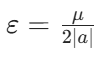 ε = μ / 2|a|